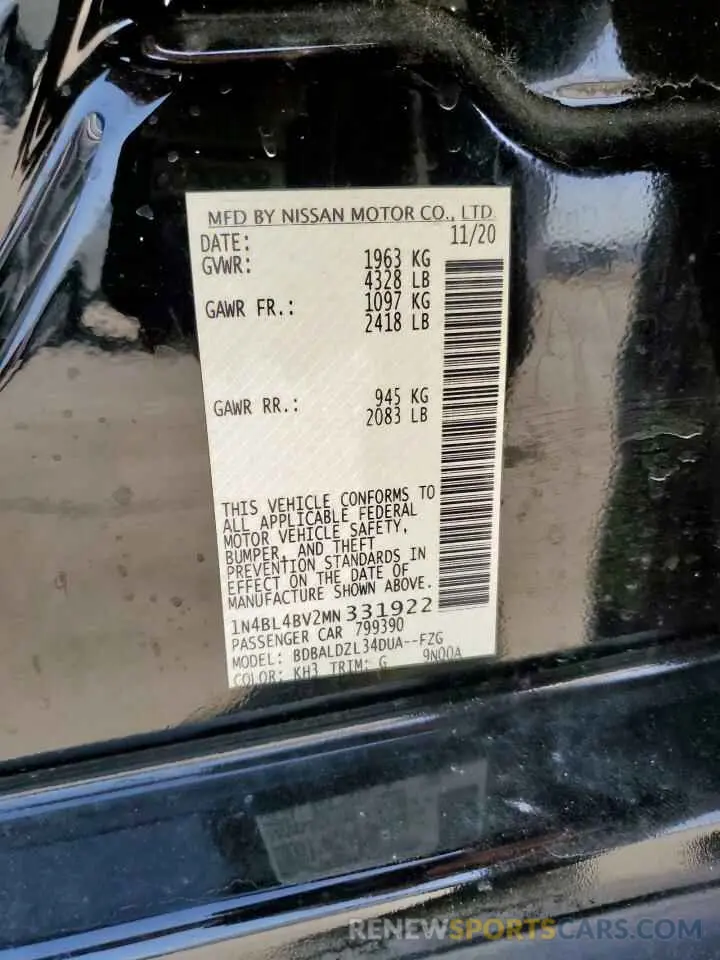 MFD BY NISSAN MOTOR CO., LTD.
DATE: 11/20
GVWR: 1963 KG
4328 LB
GAWR FR.: 1097 KG
2418 LB
GAWR RR.: 945 KG
2083 LB
THIS VEHICLE CONFORMS TO
ALL APPLICABLE FEDERAL
MOTOR VEHICLE SAFETY,
BUMPER, AND THEFT
PREVENTION STANDARDS IN
EFFECT ON THE DATE OF
MANUFACTURE SHOWN ABOVE.
1N4BL4BV2MN331922
PASSENGER CAR 799390
MODEL: BDBALDZL34DUA--FZG
COLOR: KH3 TRIM: G 9N00A
RENEWSPORTSCARS.COM